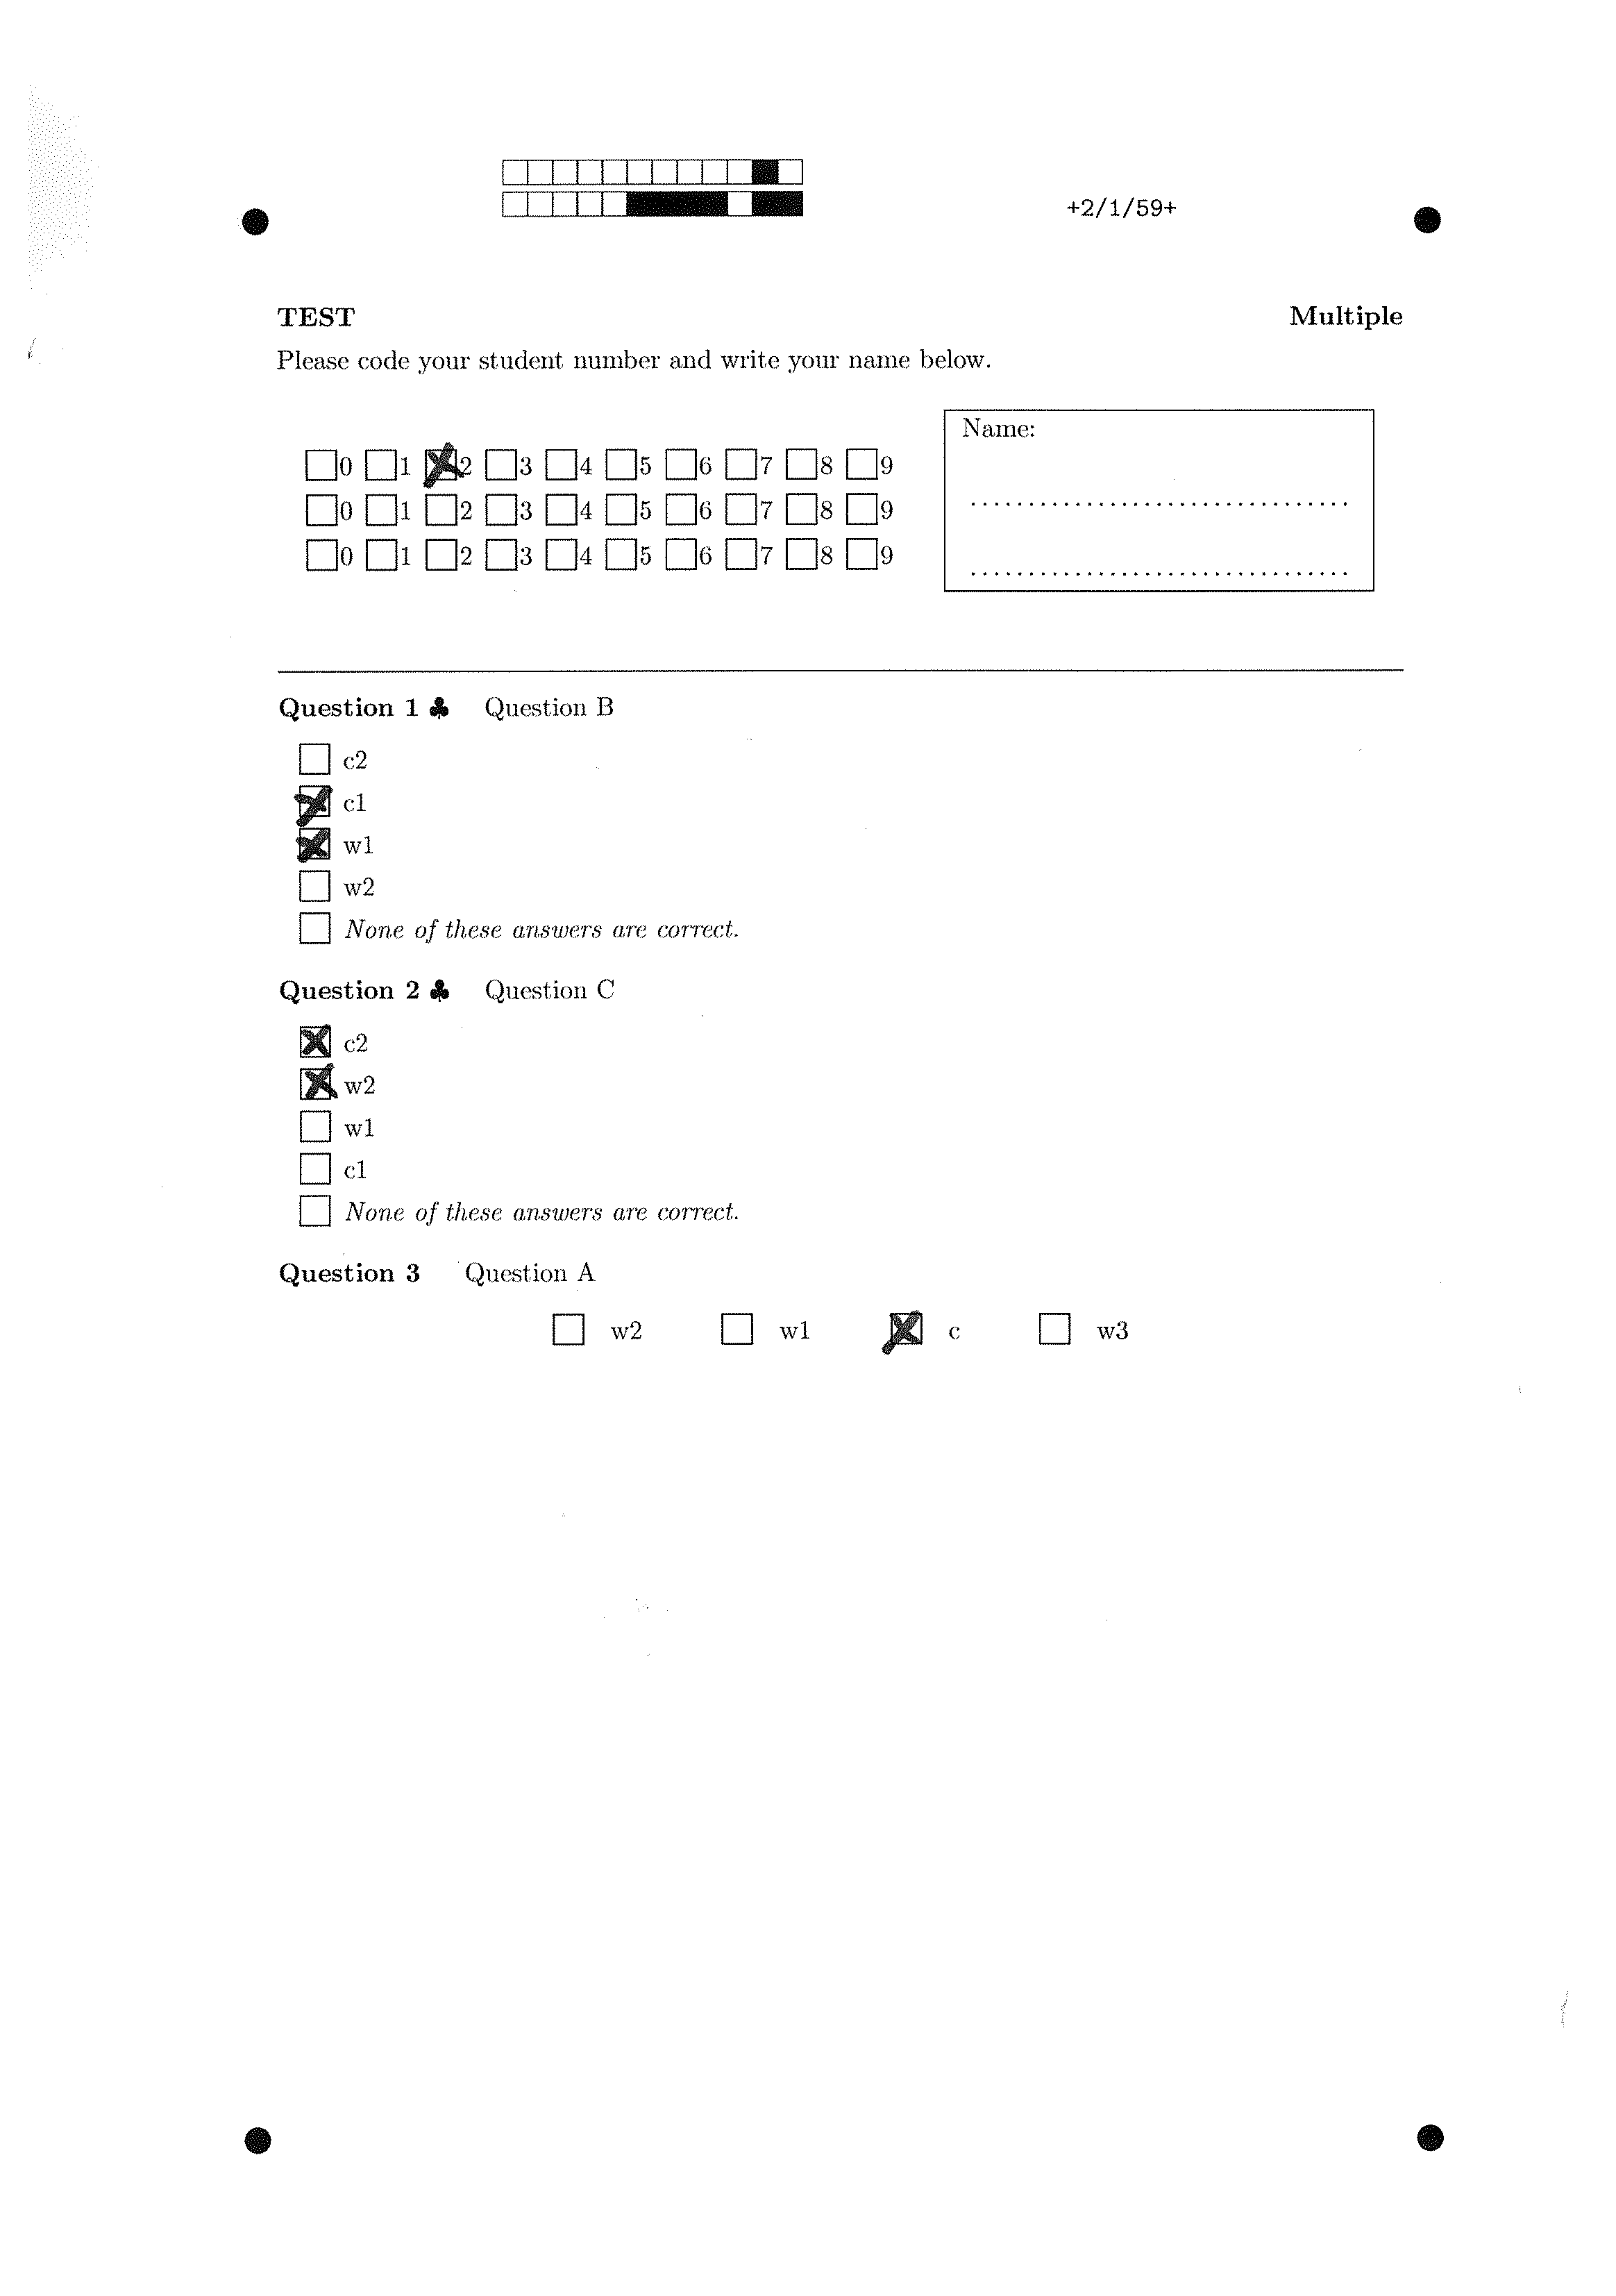 +2/1/59+
TEST Multiple
Please code your student number and write your name below.
Name:
0 1 2 3 4 5 6 7 8 9
0 1 2 3 4 5 6 7 8 9
0 1 2 3 4 5 6 7 8 9
Question 1 ♣ Question B
c2
c1
w1
w2
None of these answers are correct.
Question 2 ♣ Question C
c2
w2
w1
c1
None of these answers are correct.
Question 3 Question A
w2 w1 c w3